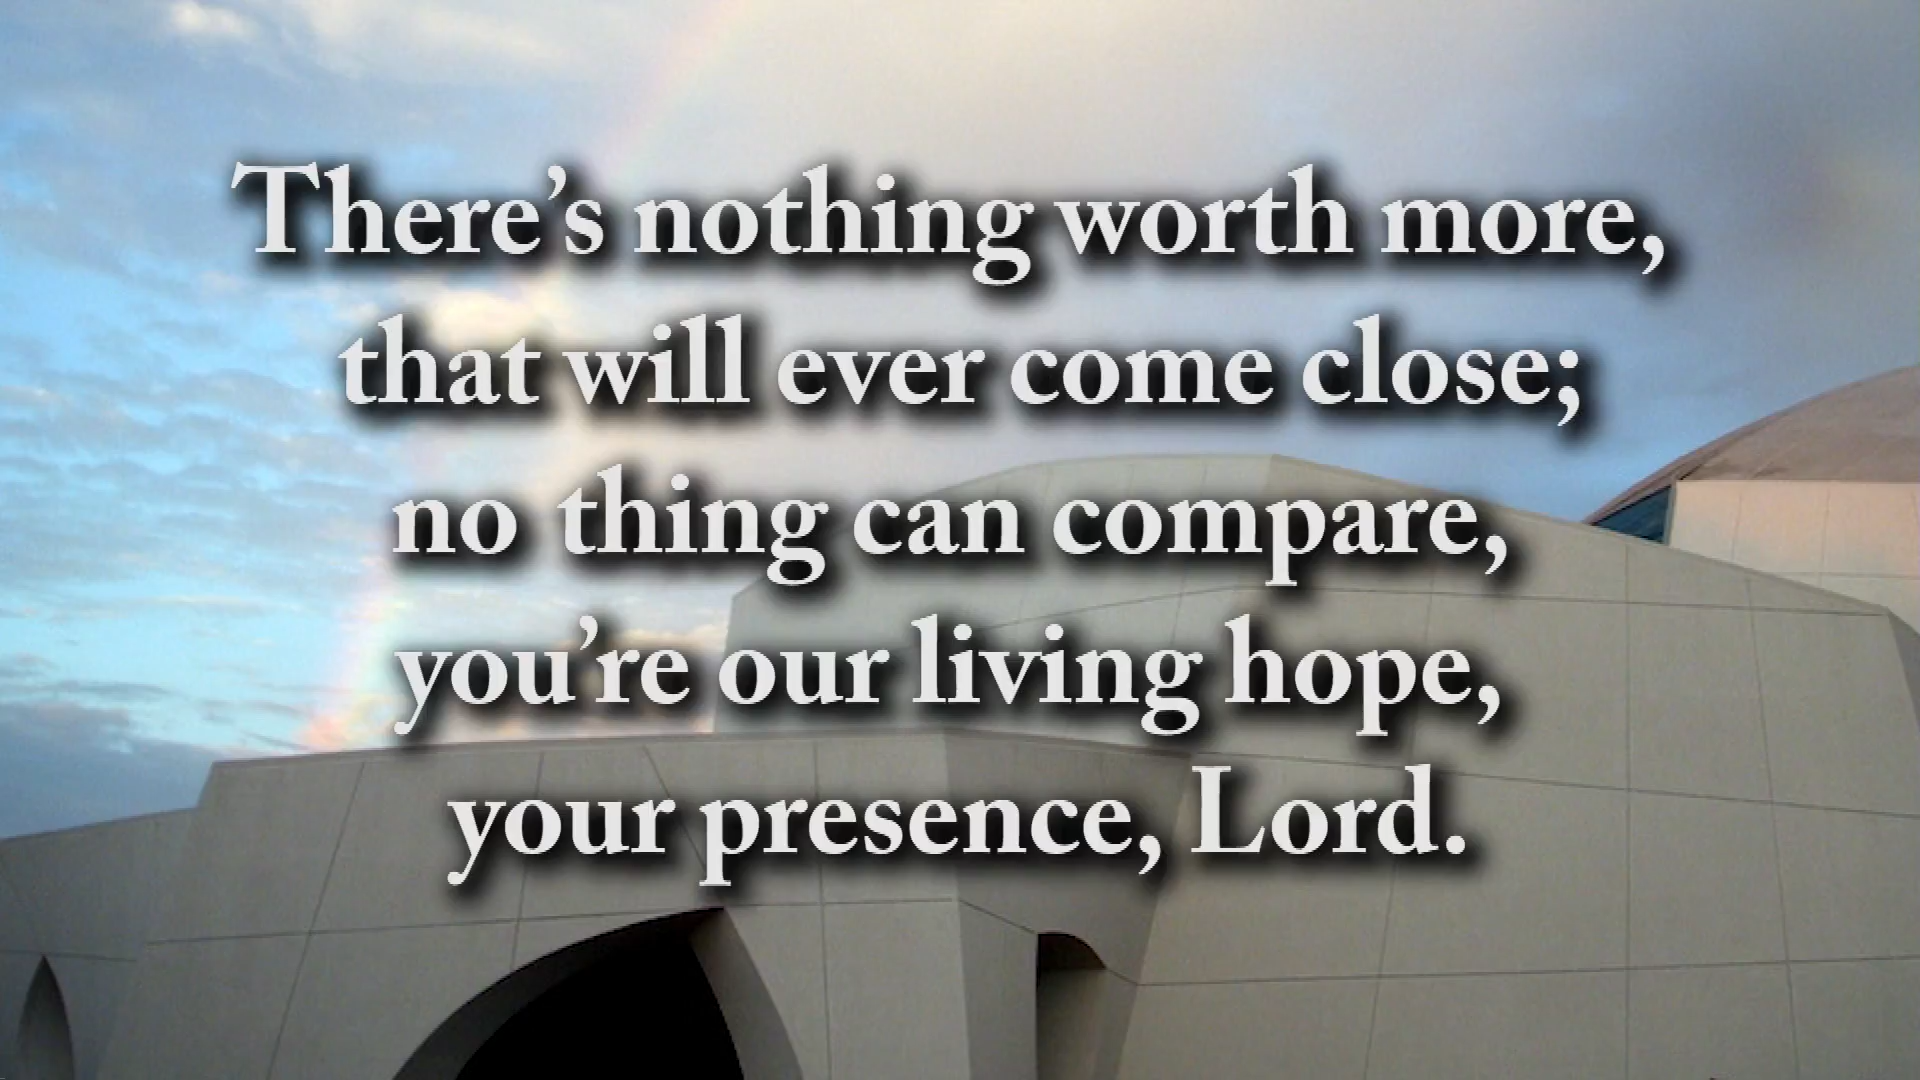 There’s nothing worth more,
that will ever come close;
no thing can compare,
you’re our living hope,
your presence, Lord.